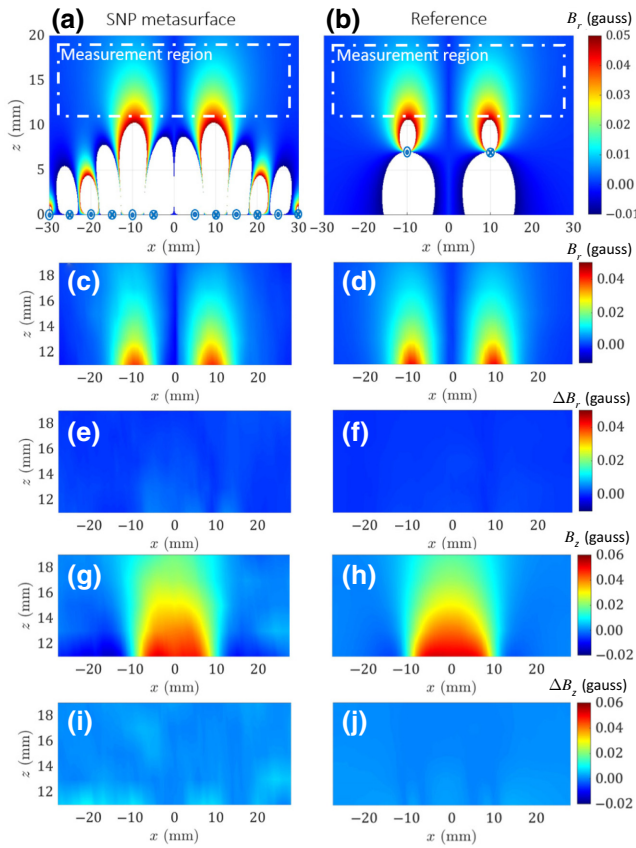 (a) SNP metasurface (b) Reference B_r (gauss)
Measurement region Measurement region
z (mm) 20 15 10 5 0
−30 −20 −10 0 10 20 30 −30 −20 −10 0 10 20 30
x (mm) x (mm)
0.05 0.04 0.03 0.02 0.01 0.00 −0.01
(c) (d) B_r (gauss)
z (mm) 18 16 14 12
−20 −10 0 10 20 −20 −10 0 10 20
x (mm) x (mm)
0.04 0.02 0.00
(e) (f) ΔB_r (gauss)
z (mm) 18 16 14 12
−20 −10 0 10 20 −20 −10 0 10 20
x (mm) x (mm)
0.04 0.02 0.00
(g) (h) B_z (gauss)
z (mm) 18 16 14 12
−20 −10 0 10 20 −20 −10 0 10 20
x (mm) x (mm)
0.06 0.04 0.02 0.00 −0.02
(i) (j) ΔB_z (gauss)
z (mm) 18 16 14 12
−20 −10 0 10 20 −20 −10 0 10 20
x (mm) x (mm)
0.06 0.04 0.02 0.00 −0.02